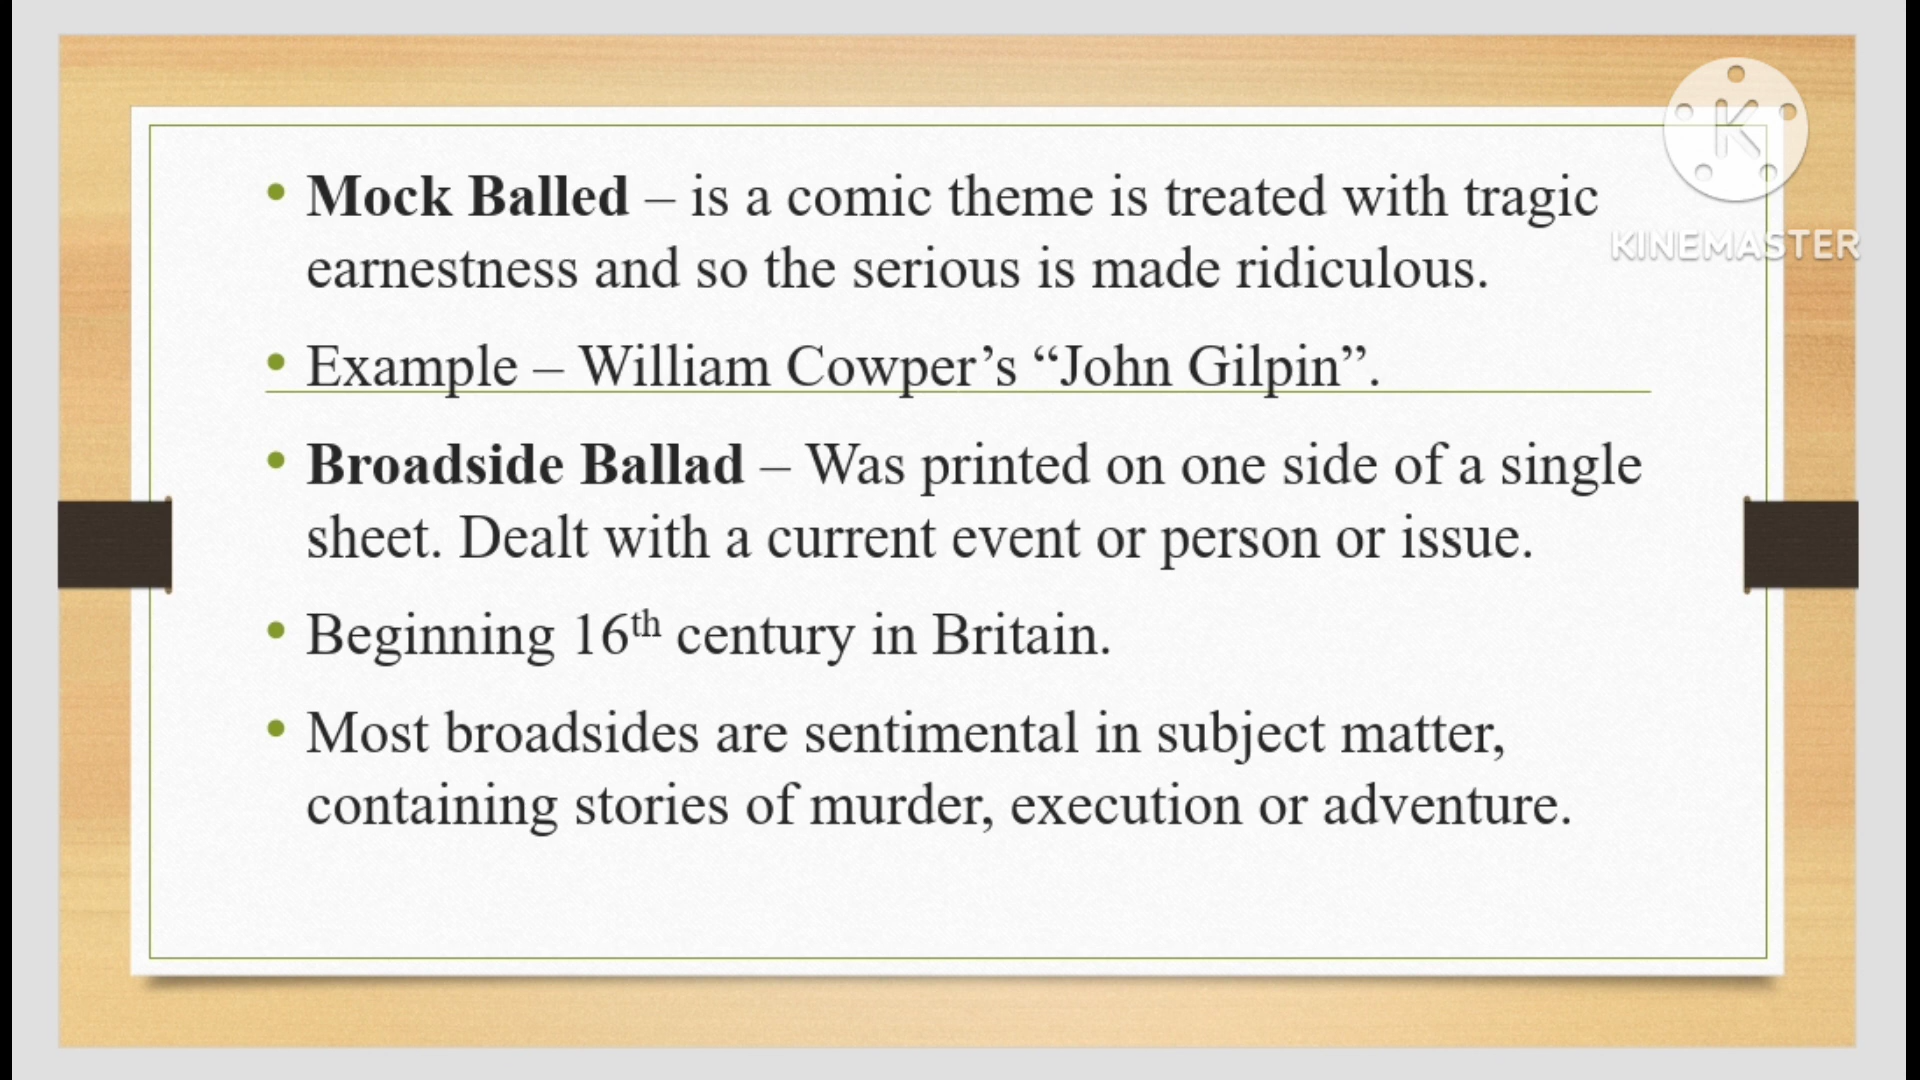 • Mock Balled – is a comic theme is treated with tragic
earnestness and so the serious is made ridiculous.
• Example – William Cowper’s “John Gilpin”.
• Broadside Ballad – Was printed on one side of a single
sheet. Dealt with a current event or person or issue.
• Beginning 16th century in Britain.
• Most broadsides are sentimental in subject matter,
containing stories of murder, execution or adventure.
K
KINEMASTER